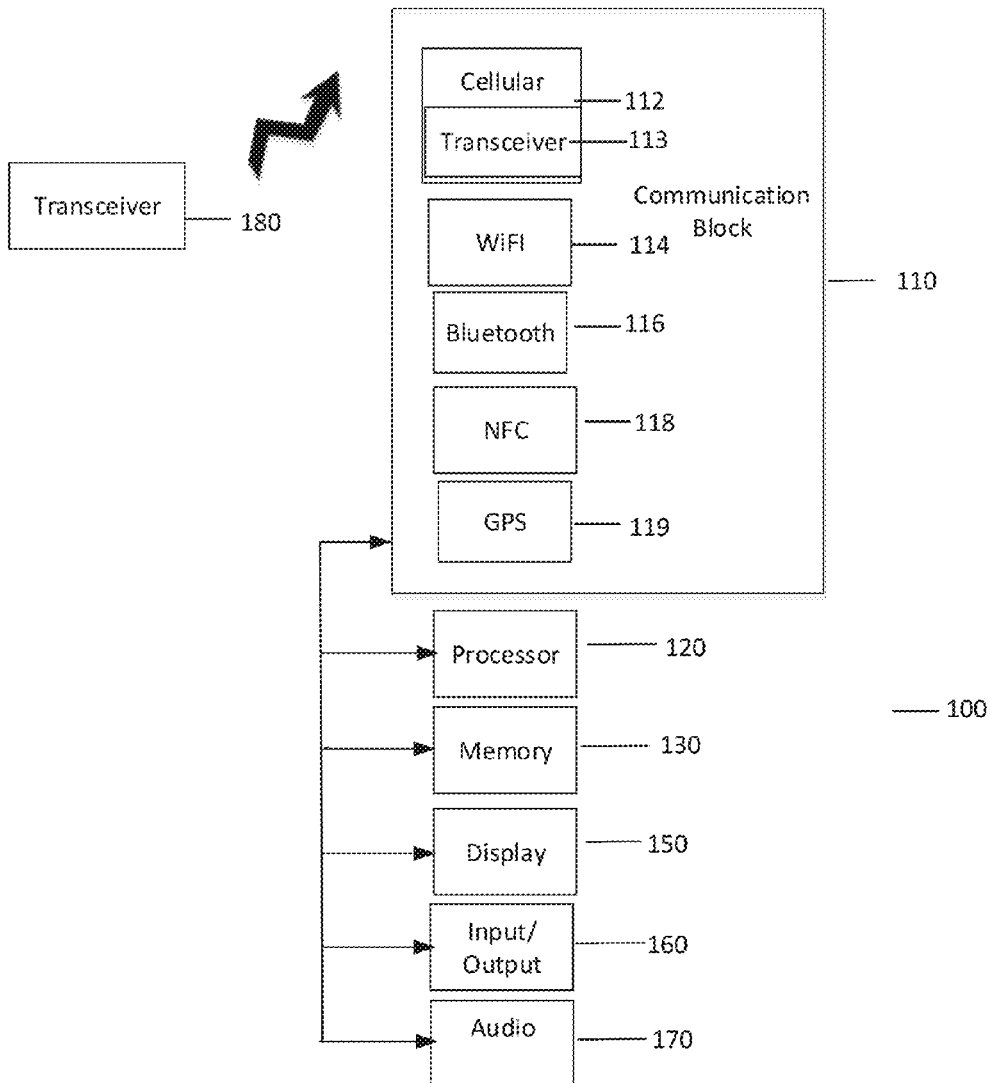 Cellular
112
Transceiver
113
Transceiver
180
Communication
Block
WiFI
114
110
Bluetooth
116
NFC
118
GPS
119
Processor
120
100
Memory
130
Display
150
Input/
Output
160
Audio
170